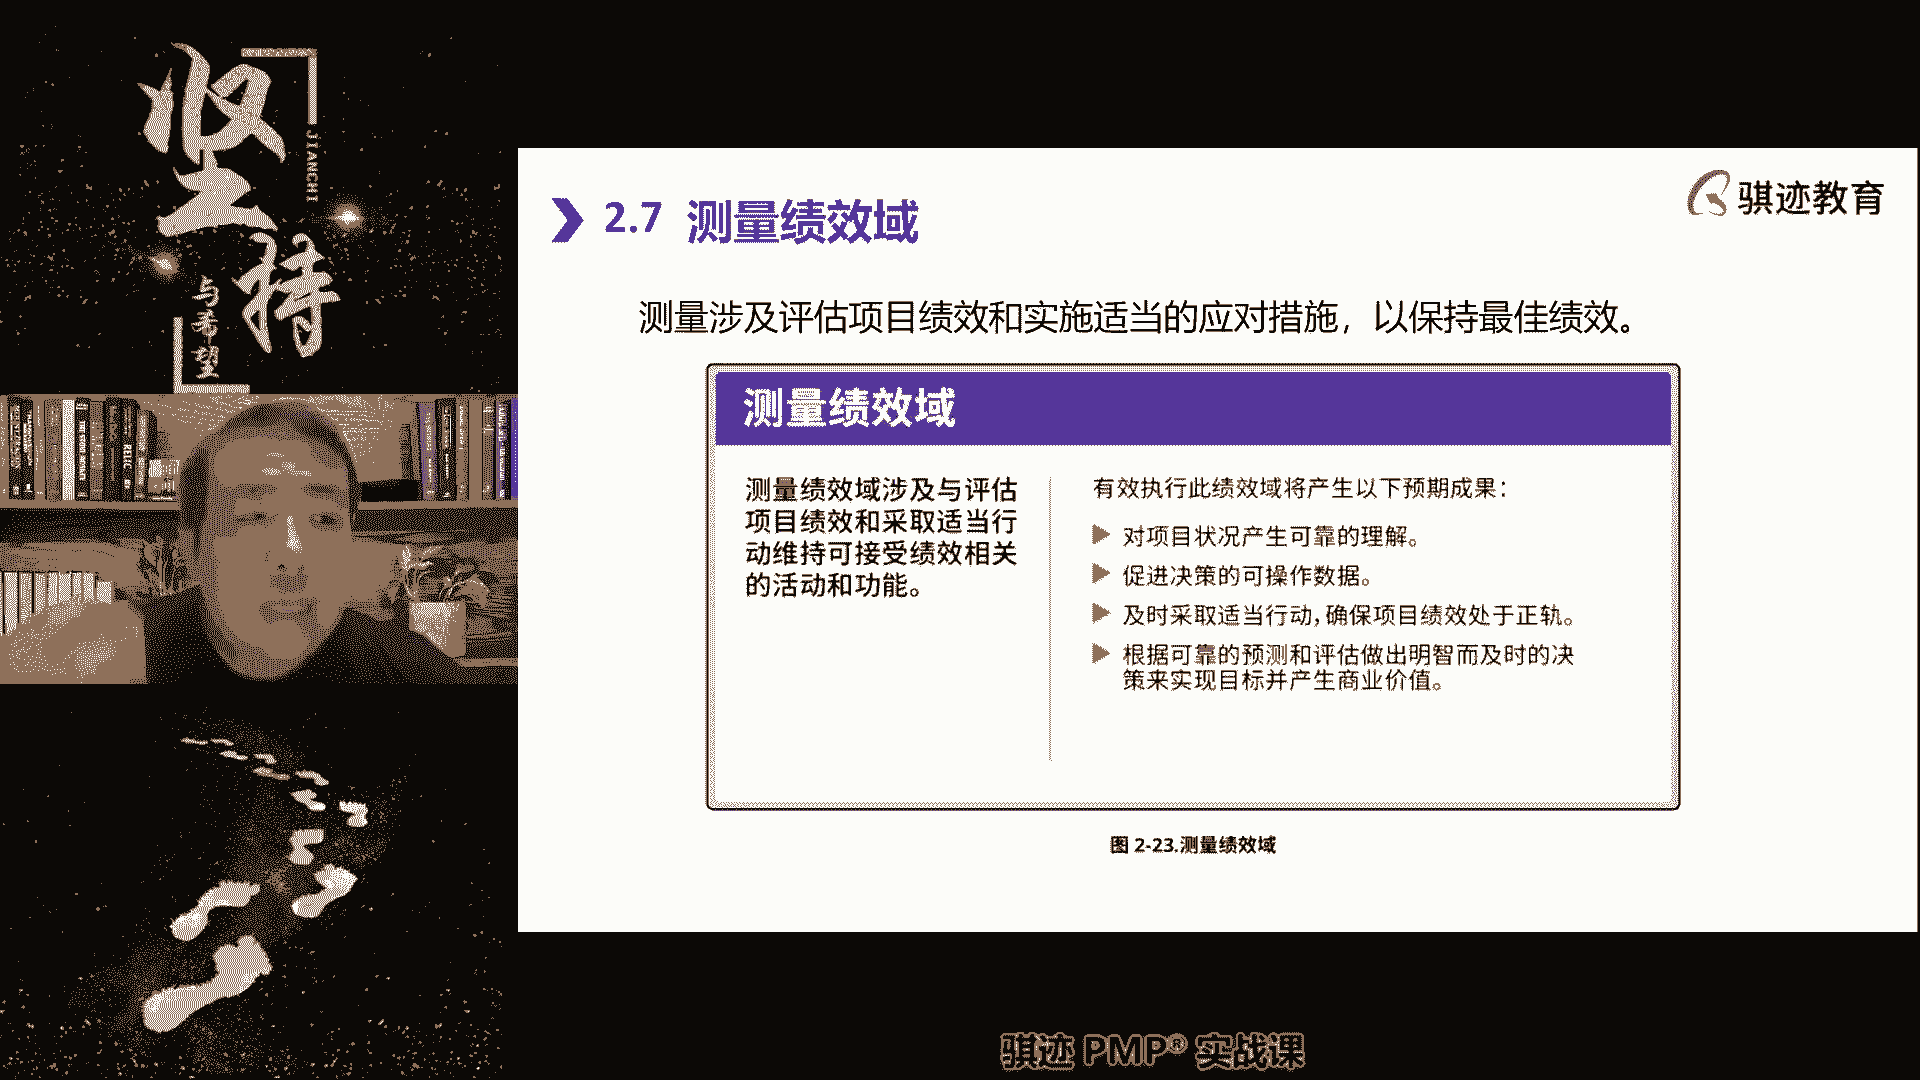 坚持
JIANCHI
与希望
骐迹教育
2.7 测量绩效域
测量涉及评估项目绩效和实施适当的应对措施，以保持最佳绩效。
测量绩效域
测量绩效域涉及与评估
项目绩效和采取适当行
动维持可接受绩效相关
的活动和功能。
有效执行此绩效域将产生以下预期成果：
对项目状况产生可靠的理解。
促进决策的可操作数据。
及时采取适当行动，确保项目绩效处于正轨。
根据可靠的预测和评估做出明智而及时的决
策来实现目标并产生商业价值。
图 2-23.测量绩效域
骐迹 PMP® 实战课